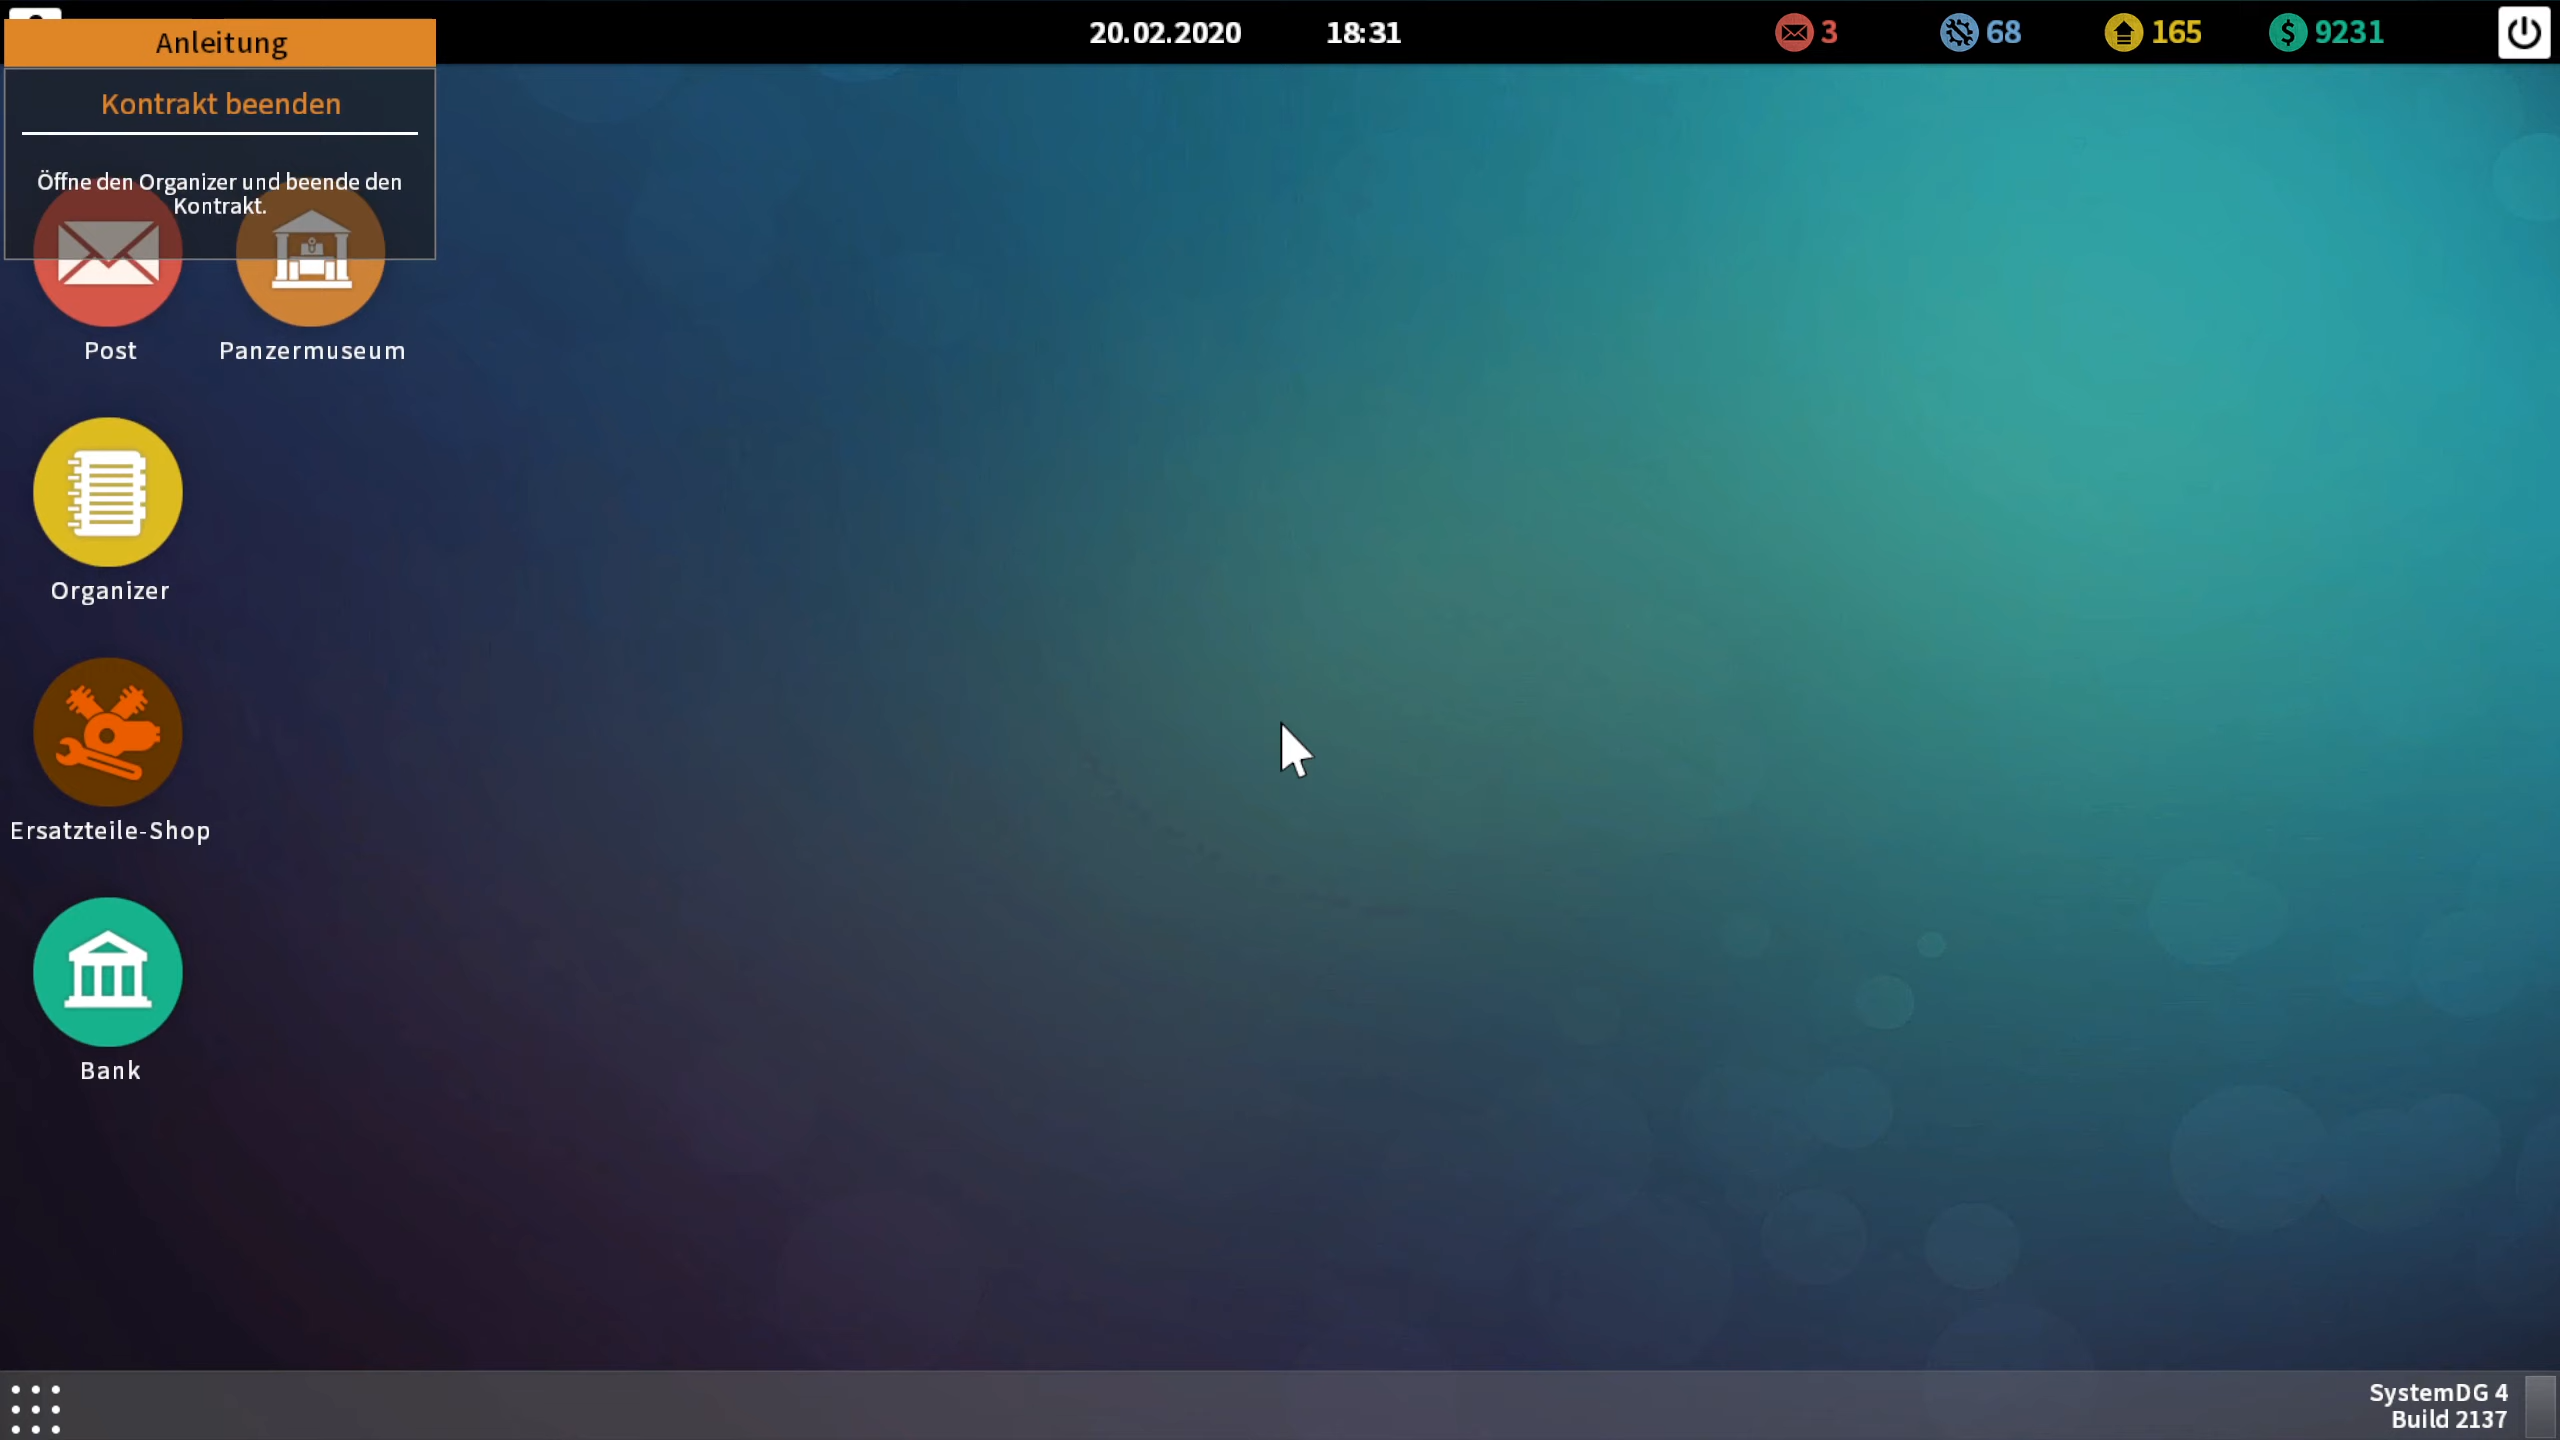 20.02.2020 18:31 3 68 165 9231
Anleitung
Kontrakt beenden
Öffne den Organizer und beende den
Kontrakt.
Post Panzermuseum
Organizer
Ersatzteile-Shop
Bank
SystemDG 4
Build 2137